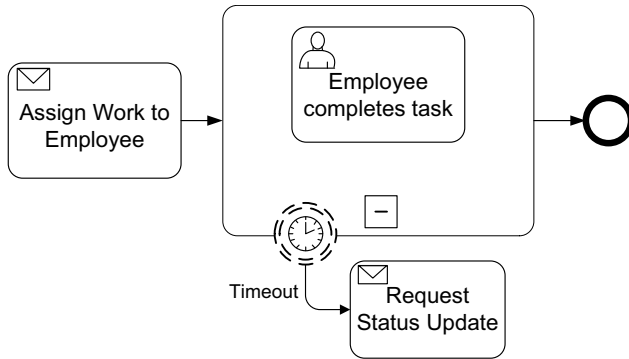 Assign Work to
Employee
Employee
completes task
Timeout
Request
Status Update